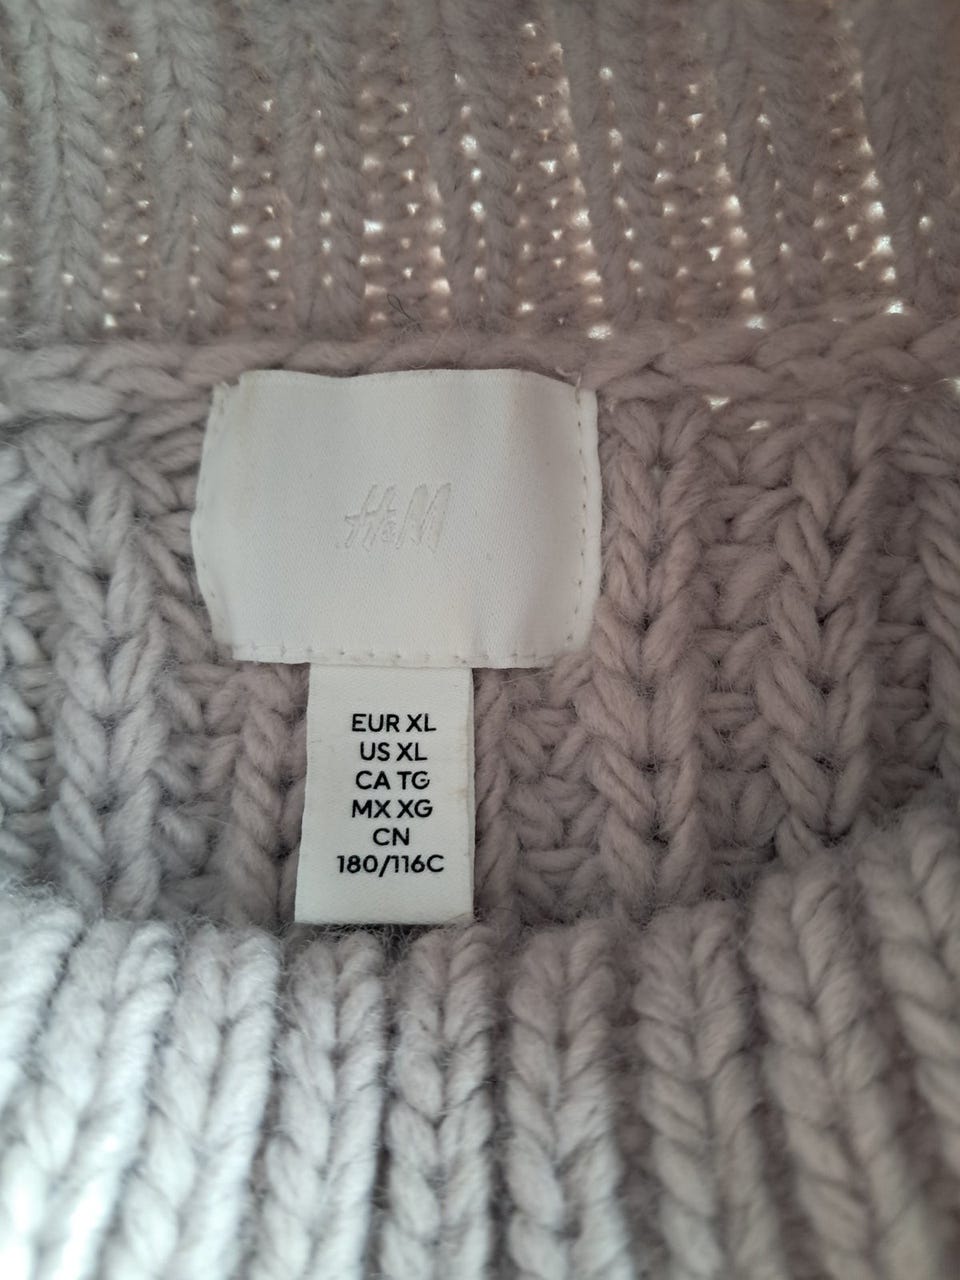 H&M
EUR XL
US XL
CA TG
MX XG
CN
180/116C